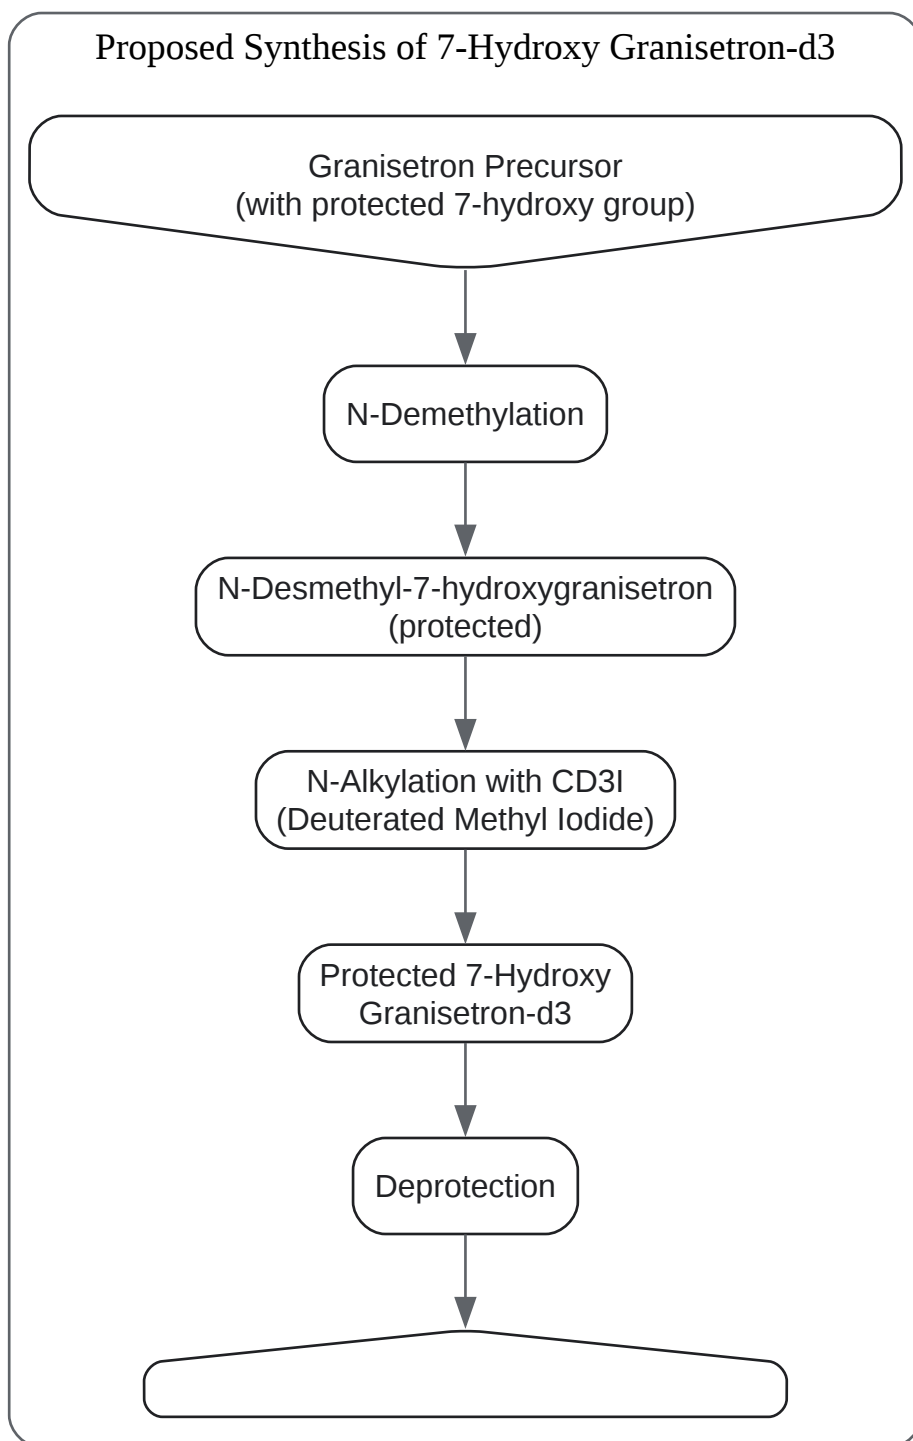 Proposed Synthesis of 7-Hydroxy Granisetron-d3
Granisetron Precursor
(with protected 7-hydroxy group)
N-Demethylation
N-Desmethyl-7-hydroxygranisetron
(protected)
N-Alkylation with CD3I
(Deuterated Methyl Iodide)
Protected 7-Hydroxy
Granisetron-d3
Deprotection